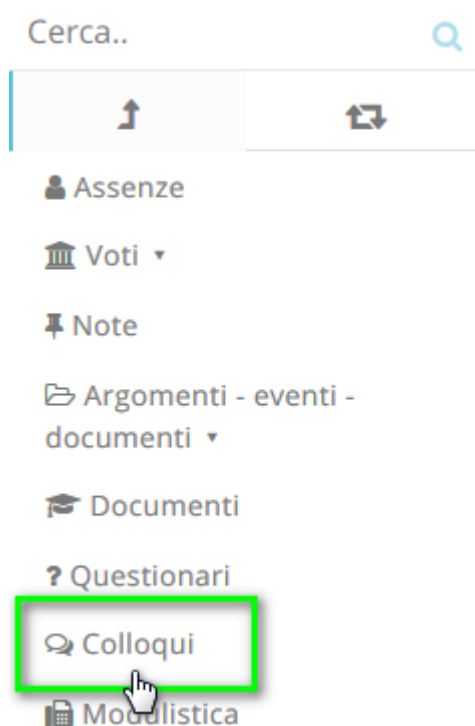 Cerca..
Assenze
Voti
Note
Argomenti - eventi -
documenti
Documenti
? Questionari
Colloqui
Modulistica